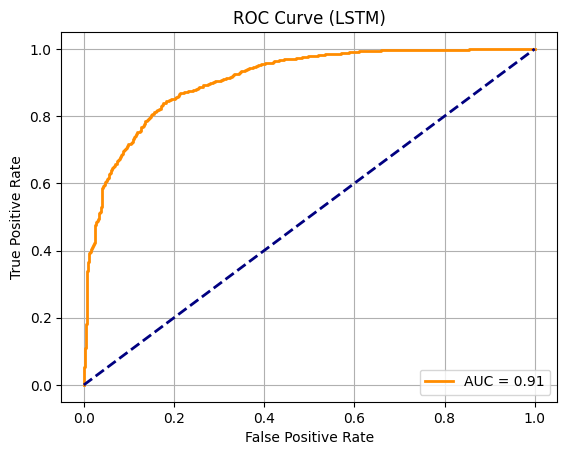 ROC Curve (LSTM)
True Positive Rate
1.0
0.8
0.6
0.4
0.2
0.0
AUC = 0.91
0.0 0.2 0.4 0.6 0.8 1.0
False Positive Rate